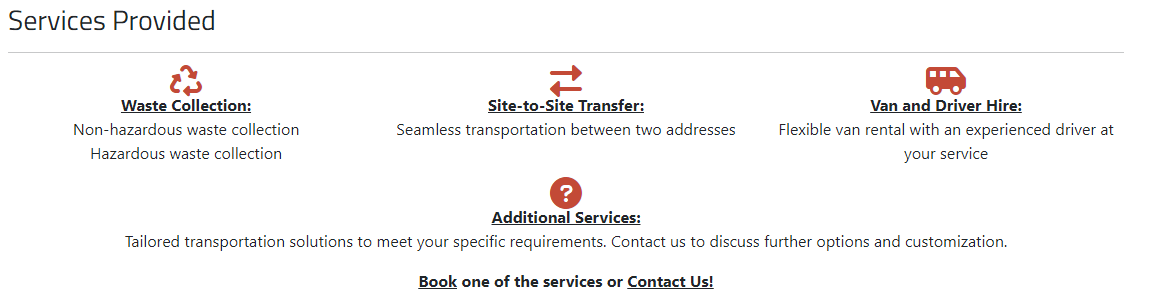 Services Provided
Waste Collection:
Non-hazardous waste collection
Hazardous waste collection
Site-to-Site Transfer:
Seamless transportation between two addresses
Van and Driver Hire:
Flexible van rental with an experienced driver at
your service
?
Additional Services:
Tailored transportation solutions to meet your specific requirements. Contact us to discuss further options and customization.
Book one of the services or Contact Us!